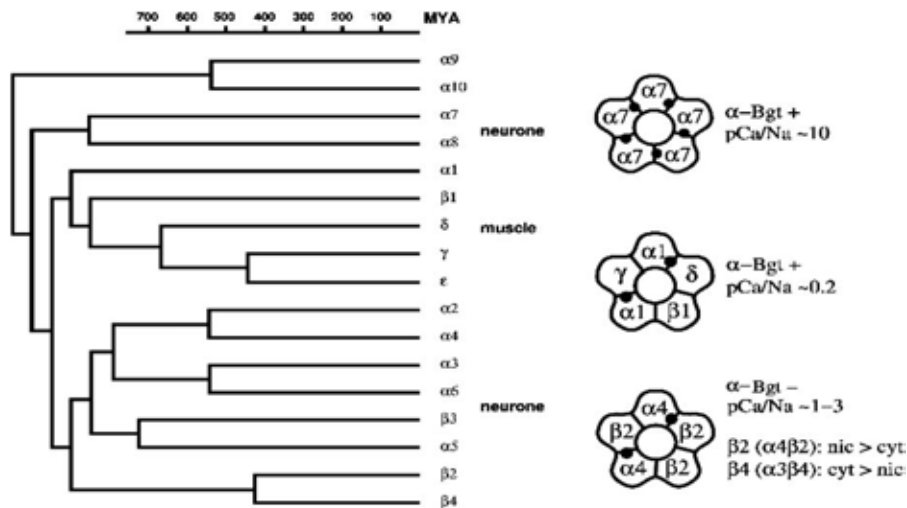 700 600 500 400 300 200 100 MYA
α9
α10
α7
α8
α1
β1
δ
γ
ε
α2
α4
α3
α6
β3
α5
β2
β4
neurone
muscle
neurone
α7
α7 α7
α7 α7
α–Bgt +
pCa/Na ~10
α1
γ δ
α1 β1
α–Bgt +
pCa/Na ~0.2
α4
β2 β2
α4 β2
α–Bgt –
pCa/Na ~1–3
β2 (α4β2): nic > cyt:
β4 (α3β4): cyt > nic